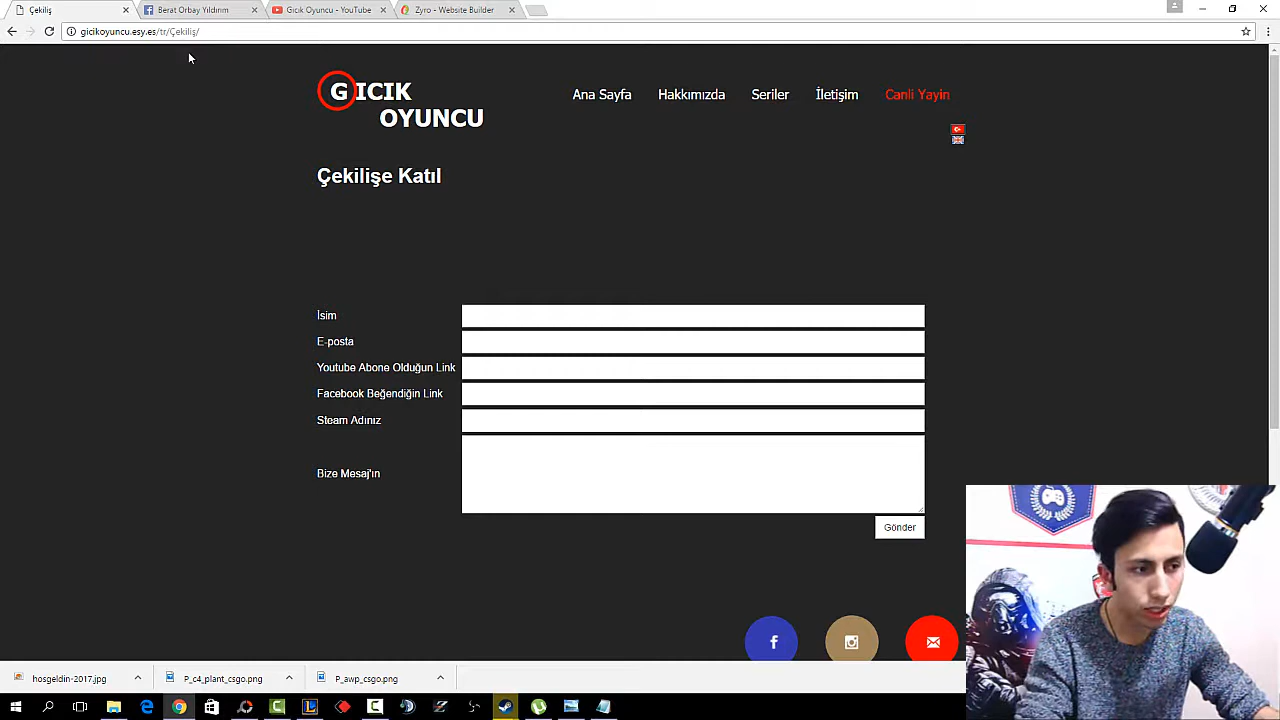 Çekiliş
Berat Orbay Yıldırım
Gıcık Oyuncu - YouTube
Zyro - Website Builder
gicikoyuncu.esy.es/tr/Çekiliş/
GICIK
OYUNCU
Ana Sayfa
Hakkımızda
Seriler
İletişim
Canli Yayin
Çekilişe Katıl
İsim
E-posta
Youtube Abone Olduğun Link
Facebook Beğendiğin Link
Steam Adınız
Bize Mesaj'ın
Gönder
hosgeldin-2017.jpg
P_c4_plant_csgo.png
P_awp_csgo.png